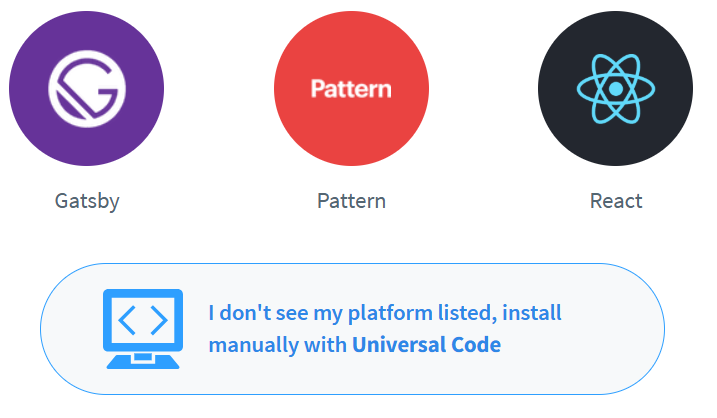 Pattern
Gatsby
Pattern
React
I don't see my platform listed, install
manually with Universal Code